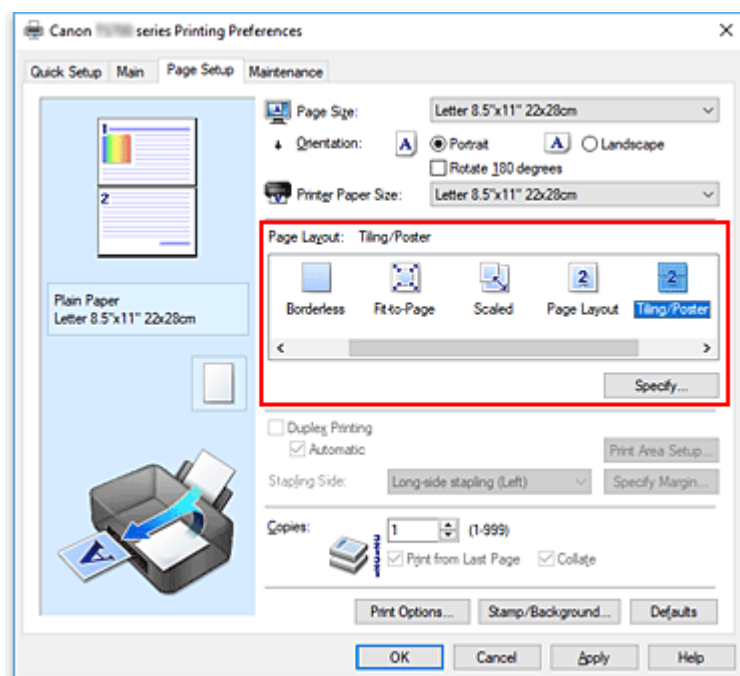 Canon series Printing Preferences
Quick Setup Main Page Setup Maintenance
Page Size: Letter 8.5"x11" 22x28cm
Orientation: A Portrait A Landscape
Rotate 180 degrees
Printer Paper Size: Letter 8.5"x11" 22x28cm
1
2
Plain Paper
Letter 8.5"x11" 22x28cm
Page Layout: Tiling/Poster
2 2
Borderless Fit-to-Page Scaled Page Layout Tiling/Poster
Specify...
Duplex Printing
Automatic Print Area Setup...
Stapling Side: Long-side stapling (Left) Specify Margin...
Copies: 1 (1-999)
Print from Last Page Collate
A
Print Options... Stamp/Background... Defaults
OK Cancel Apply Help